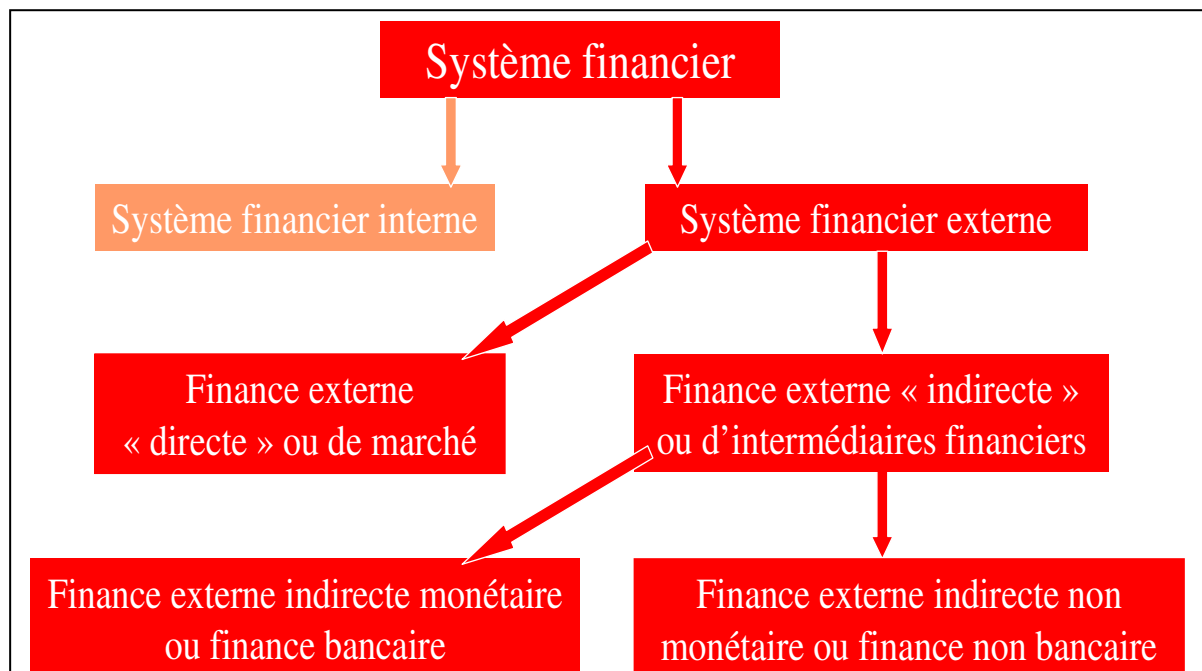 Système financier
Système financier interne
Système financier externe
Finance externe
« directe » ou de marché
Finance externe « indirecte »
ou d’intermédiaires financiers
Finance externe indirecte monétaire
ou finance bancaire
Finance externe indirecte non
monétaire ou finance non bancaire